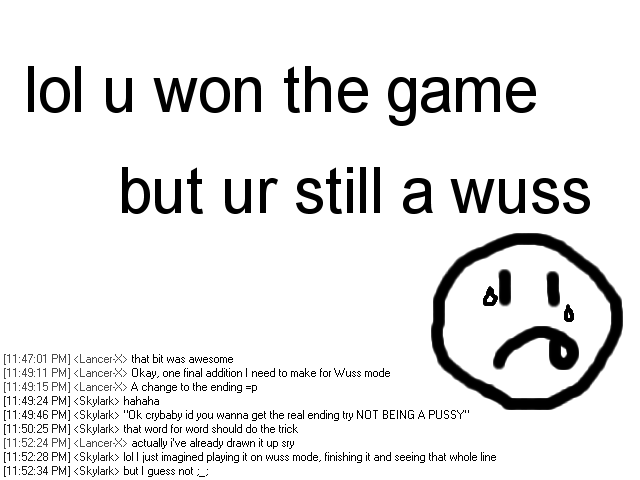 lol u won the game
but ur still a wuss
[11:47:01 PM] <Lancer-X> that bit was awesome
[11:49:11 PM] <Lancer-X> Okay, one final addition I need to make for Wuss mode
[11:49:15 PM] <Lancer-X> A change to the ending =p
[11:49:24 PM] <Skylark> hahaha
[11:49:46 PM] <Skylark> "Ok crybaby id you wanna get the real ending try NOT BEING A PUSSY"
[11:50:25 PM] <Skylark> that word for word should do the trick
[11:52:24 PM] <Lancer-X> actually i've already drawn it up sry
[11:52:28 PM] <Skylark> lol I just imagined playing it on wuss mode, finishing it and seeing that whole line
[11:52:34 PM] <Skylark> but I guess not ;_;